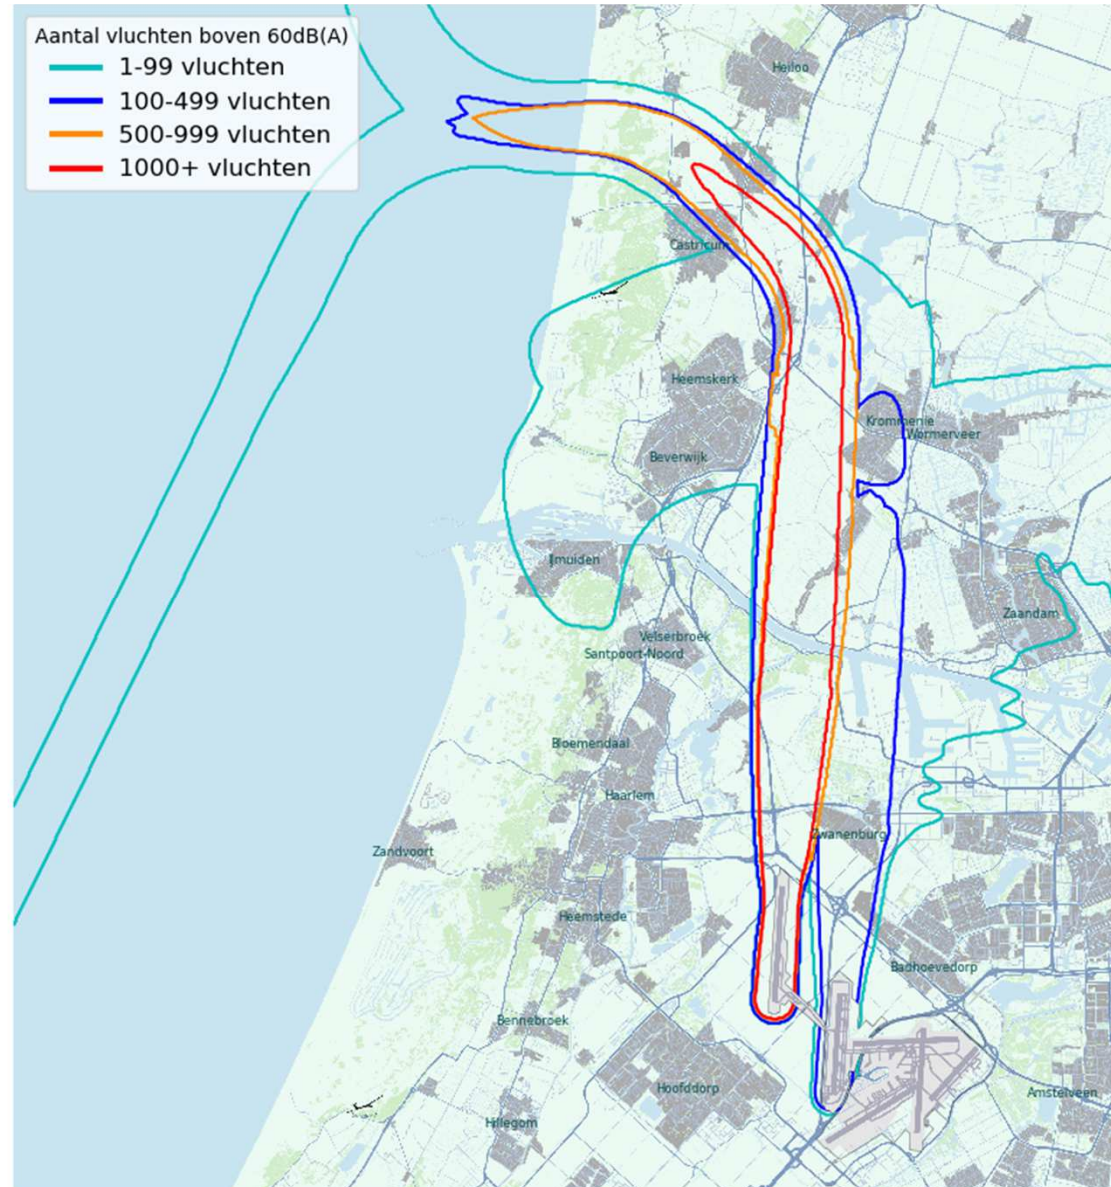 Aantal vluchten boven 60dB(A)
1-99 vluchten
100-499 vluchten
500-999 vluchten
1000+ vluchten
Heiloo
Castricum
Heemskerk
Krommenie
Wormerveer
Beverwijk
IJmuiden
Zaandam
Velserbroek
Santpoort-Noord
Bloemendaal
Haarlem
Zwanenburg
Zandvoort
Heemstede
Badhoevedorp
Bennebroek
Hoofddorp
Amstelveen
Hillegom